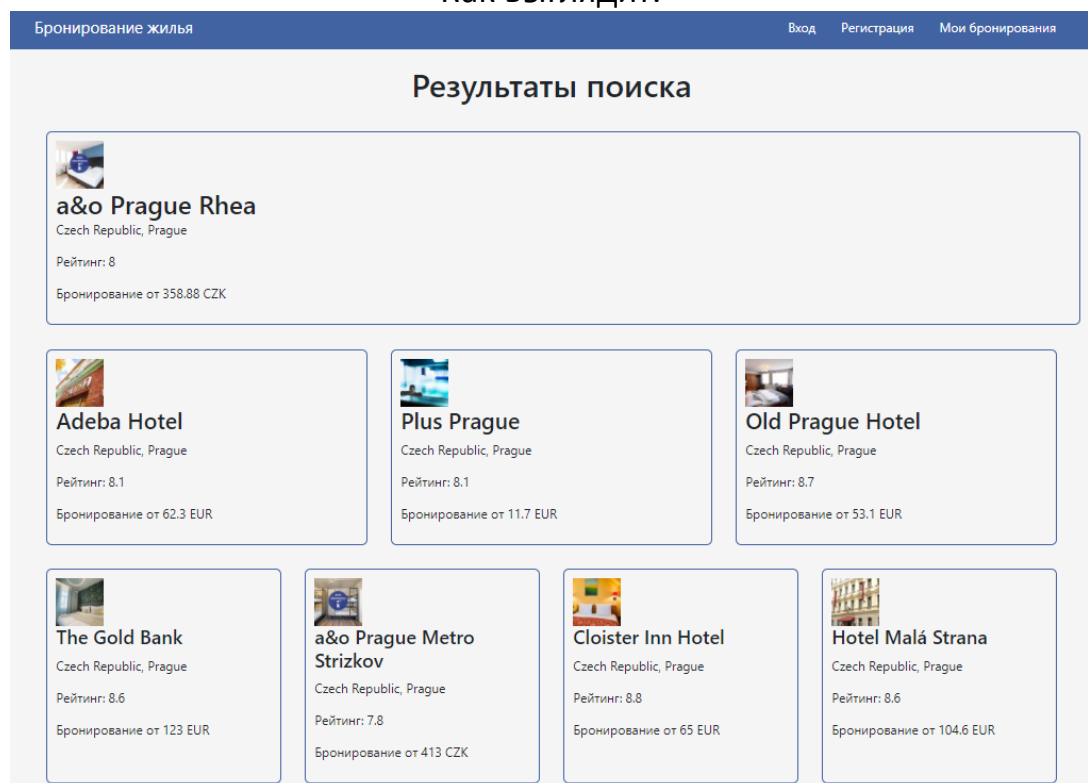 Как выглядит:
Бронирование жилья Вход Регистрация Мои бронирования
Результаты поиска
a&o Prague Rhea
Czech Republic, Prague
Рейтинг: 8
Бронирование от 358.88 CZK
Adeba Hotel
Czech Republic, Prague
Рейтинг: 8.1
Бронирование от 62.3 EUR
Plus Prague
Czech Republic, Prague
Рейтинг: 8.1
Бронирование от 11.7 EUR
Old Prague Hotel
Czech Republic, Prague
Рейтинг: 8.7
Бронирование от 53.1 EUR
The Gold Bank
Czech Republic, Prague
Рейтинг: 8.6
Бронирование от 123 EUR
a&o Prague Metro
Strizkov
Czech Republic, Prague
Рейтинг: 7.8
Бронирование от 413 CZK
Cloister Inn Hotel
Czech Republic, Prague
Рейтинг: 8.8
Бронирование от 65 EUR
Hotel Malá Strana
Czech Republic, Prague
Рейтинг: 8.6
Бронирование от 104.6 EUR